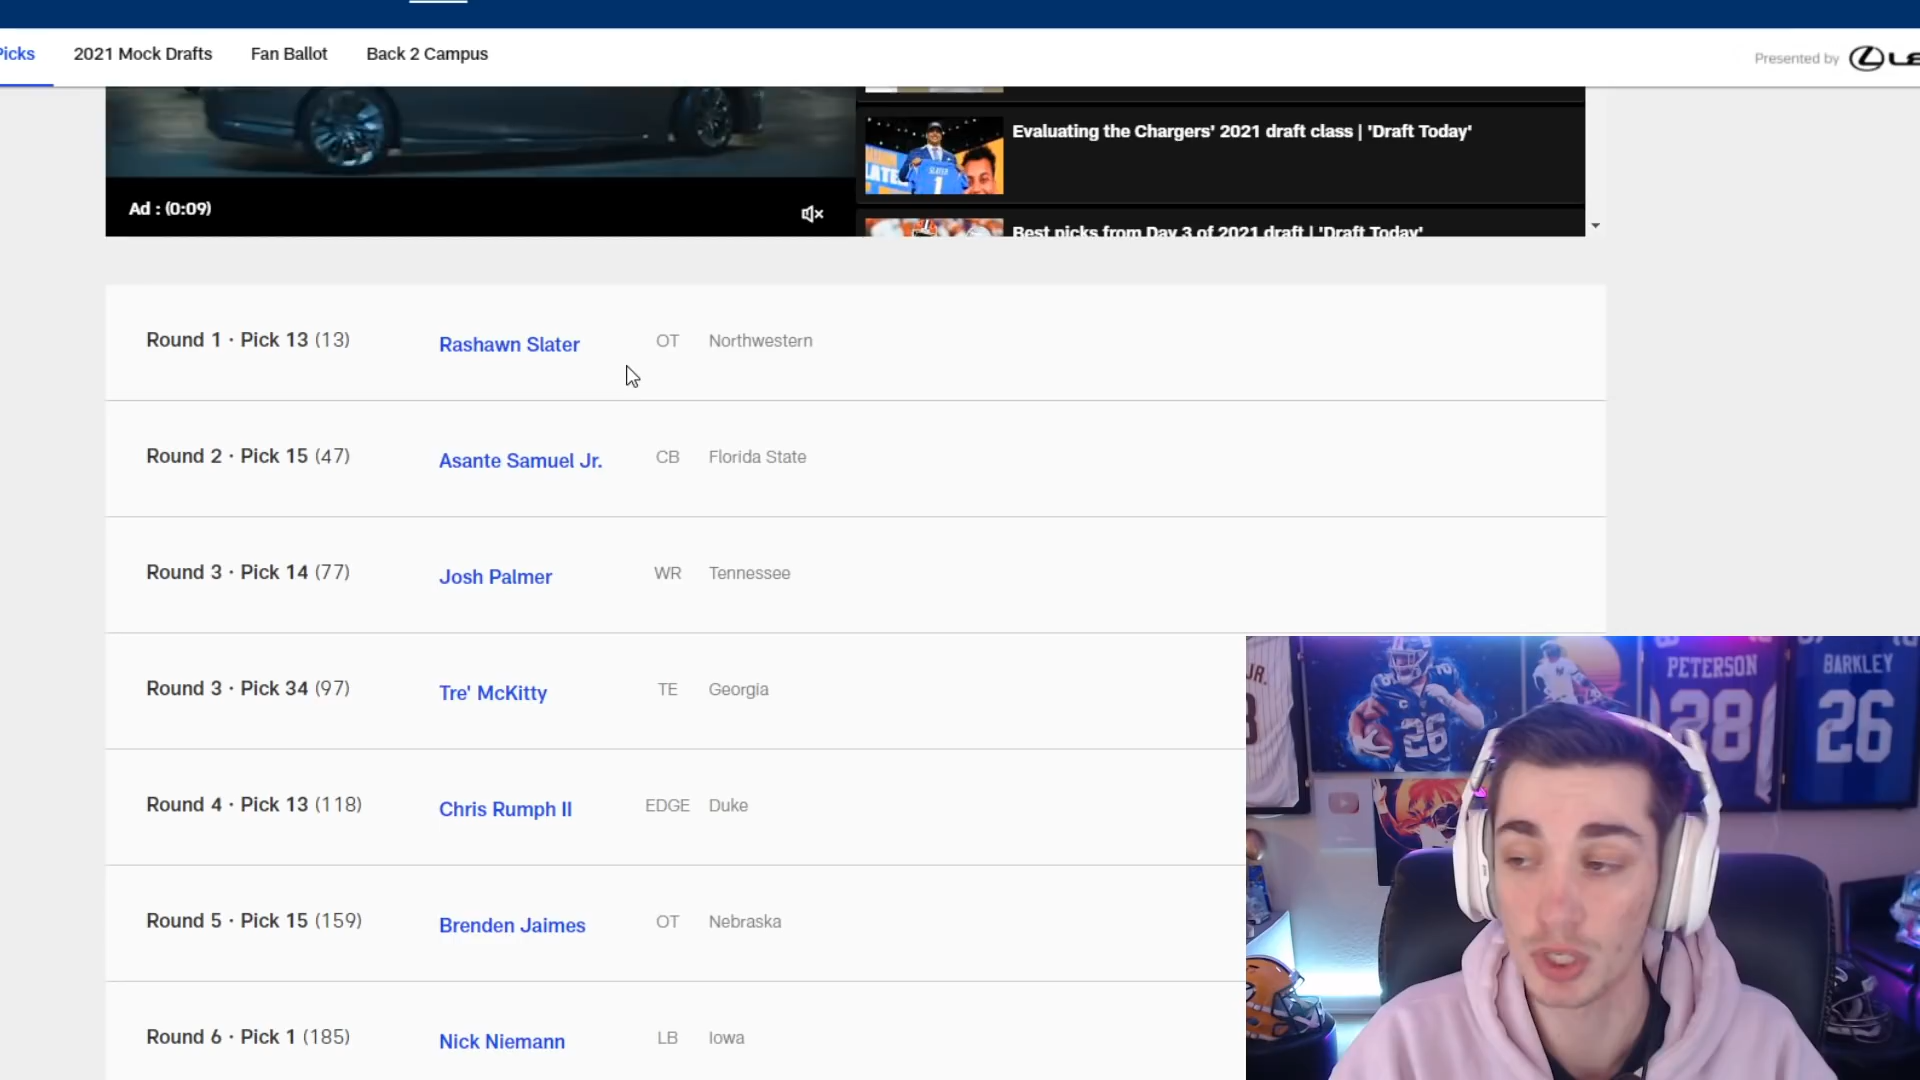 Picks 2021 Mock Drafts Fan Ballot Back 2 Campus
Presented by
Evaluating the Chargers' 2021 draft class | 'Draft Today'
SLATER
1
Ad : (0:09)
Best picks from Day 3 of 2021 draft | 'Draft Today'
Round 1 · Pick 13 (13) Rashawn Slater OT Northwestern
Round 2 · Pick 15 (47) Asante Samuel Jr. CB Florida State
Round 3 · Pick 14 (77) Josh Palmer WR Tennessee
Round 3 · Pick 34 (97) Tre' McKitty TE Georgia
Round 4 · Pick 13 (118) Chris Rumph II EDGE Duke
Round 5 · Pick 15 (159) Brenden Jaimes OT Nebraska
Round 6 · Pick 1 (185) Nick Niemann LB Iowa
JR.
26
PETERSON
28
BARKLEY
26